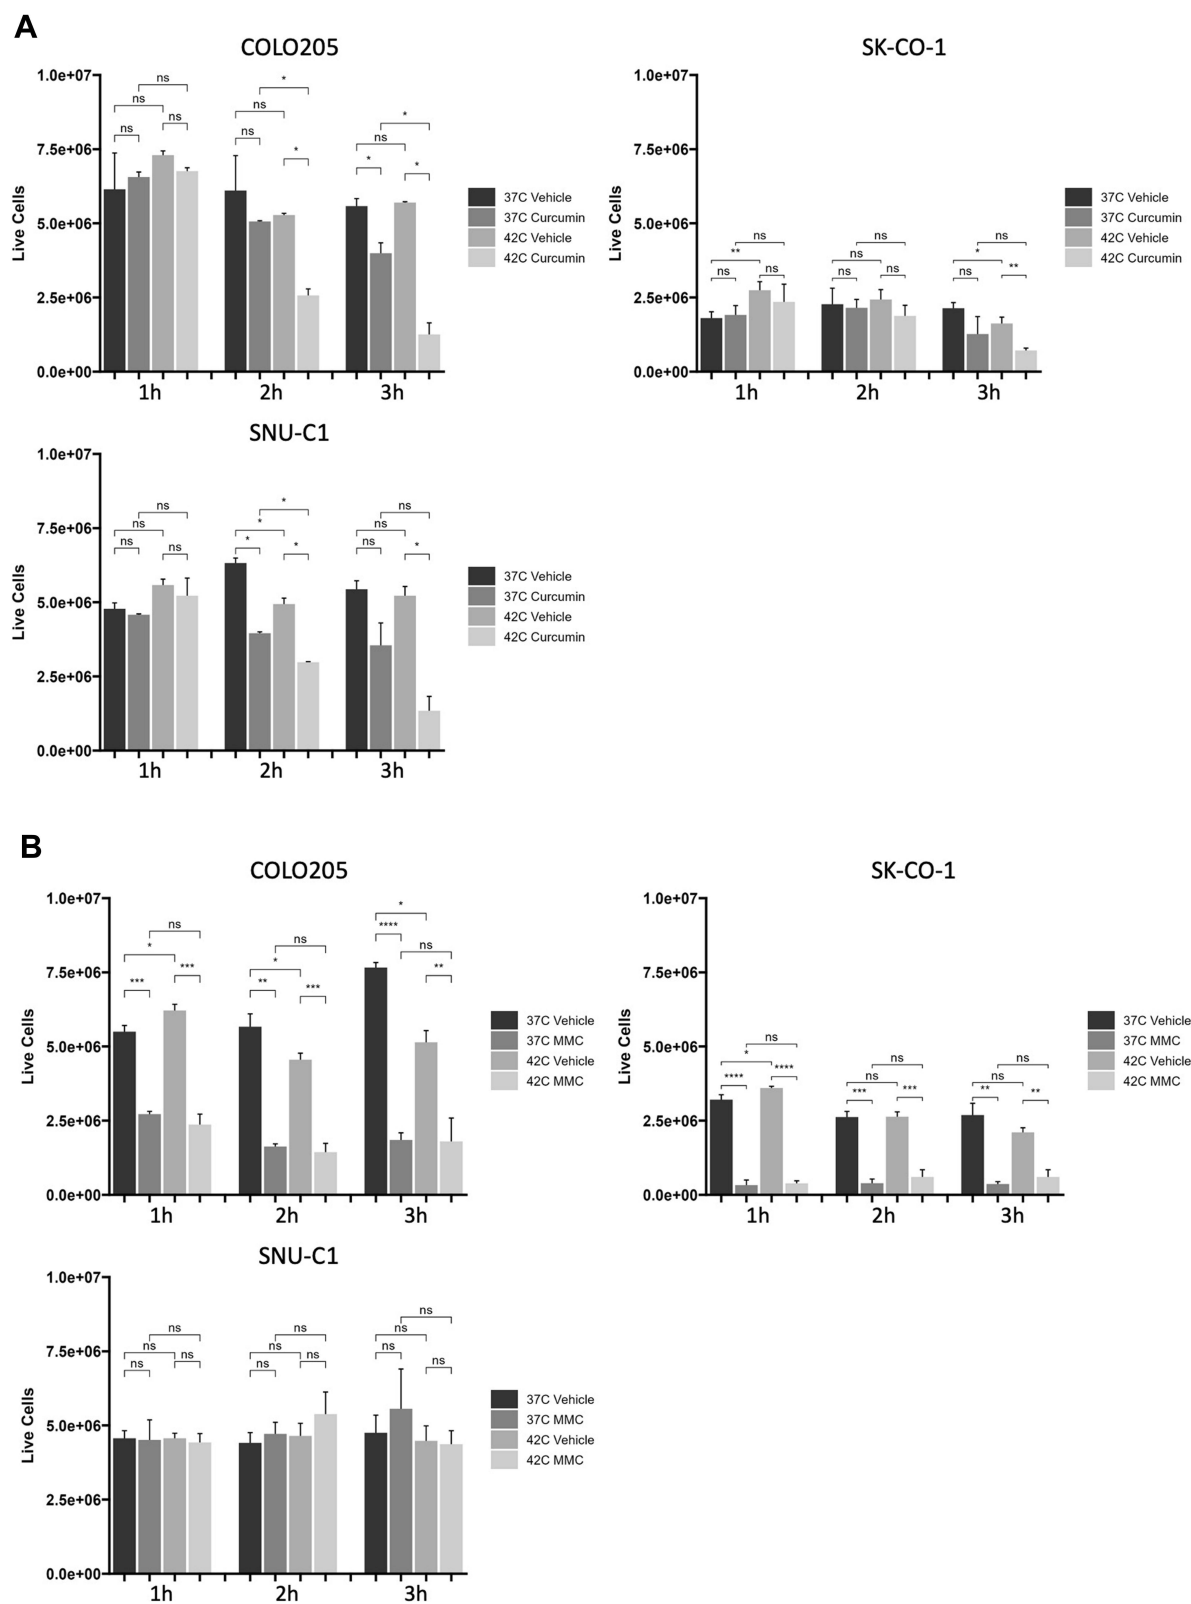 A
COLO205
SK-CO-1
1.0e+07
7.5e+06
5.0e+06
2.5e+06
0.0e+00
Live Cells
ns
ns
ns
ns
ns
ns
*
*
ns
*
*
*
1h
2h
3h
37C Vehicle
37C Curcumin
42C Vehicle
42C Curcumin
1.0e+07
7.5e+06
5.0e+06
2.5e+06
0.0e+00
Live Cells
ns
**
ns
ns
ns
ns
ns
ns
ns
*
ns
**
1h
2h
3h
37C Vehicle
37C Curcumin
42C Vehicle
42C Curcumin
SNU-C1
1.0e+07
7.5e+06
5.0e+06
2.5e+06
0.0e+00
Live Cells
ns
ns
ns
ns
*
*
*
*
ns
ns
ns
*
1h
2h
3h
37C Vehicle
37C Curcumin
42C Vehicle
42C Curcumin
B
COLO205
SK-CO-1
1.0e+07
7.5e+06
5.0e+06
2.5e+06
0.0e+00
Live Cells
ns
*
***
***
ns
*
**
***
*
****
ns
**
1h
2h
3h
37C Vehicle
37C MMC
42C Vehicle
42C MMC
1.0e+07
7.5e+06
5.0e+06
2.5e+06
0.0e+00
Live Cells
ns
*
****
****
ns
ns
***
***
ns
ns
**
**
1h
2h
3h
37C Vehicle
37C MMC
42C Vehicle
42C MMC
SNU-C1
1.0e+07
7.5e+06
5.0e+06
2.5e+06
0.0e+00
Live Cells
ns
ns
ns
ns
ns
ns
ns
ns
ns
ns
ns
ns
1h
2h
3h
37C Vehicle
37C MMC
42C Vehicle
42C MMC